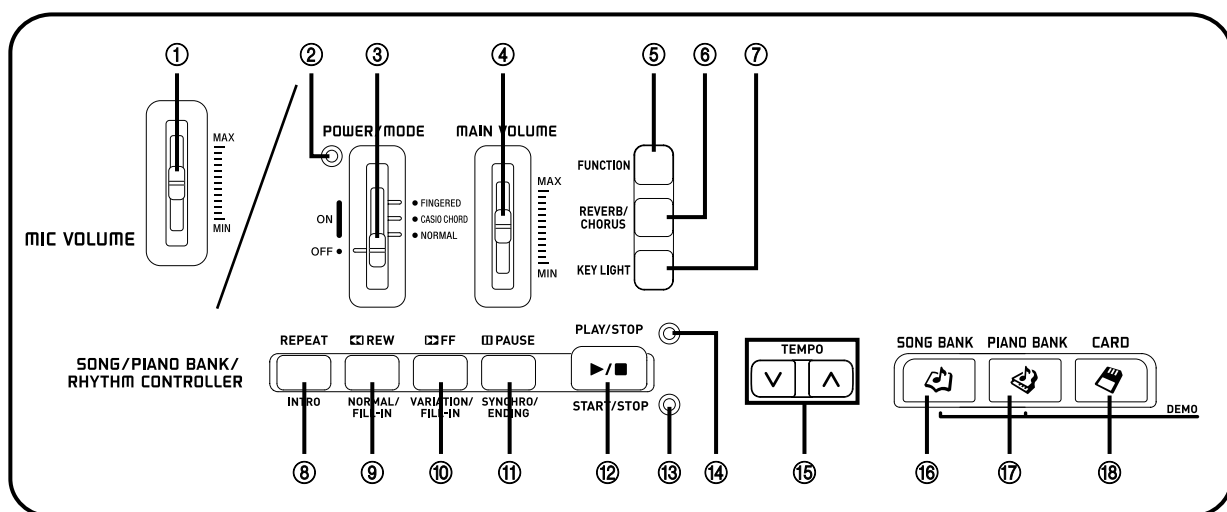 ① ② ③ ④ ⑤ ⑥ ⑦
POWER/MODE MAIN VOLUME
MAX
MIN
MIC VOLUME
ON
OFF
• FINGERED
• CASIO CHORD
• NORMAL
MAX
MIN
FUNCTION
REVERB/
CHORUS
KEY LIGHT
SONG/PIANO BANK/
RHYTHM CONTROLLER
REPEAT REW FF PAUSE PLAY/STOP
INTRO NORMAL/
FILL-IN VARIATION/
FILL-IN SYNCHRO/
ENDING START/STOP
TEMPO
SONG BANK PIANO BANK CARD
DEMO
⑧ ⑨ ⑩ ⑪ ⑫ ⑬ ⑭ ⑮ ⑯ ⑰ ⑱